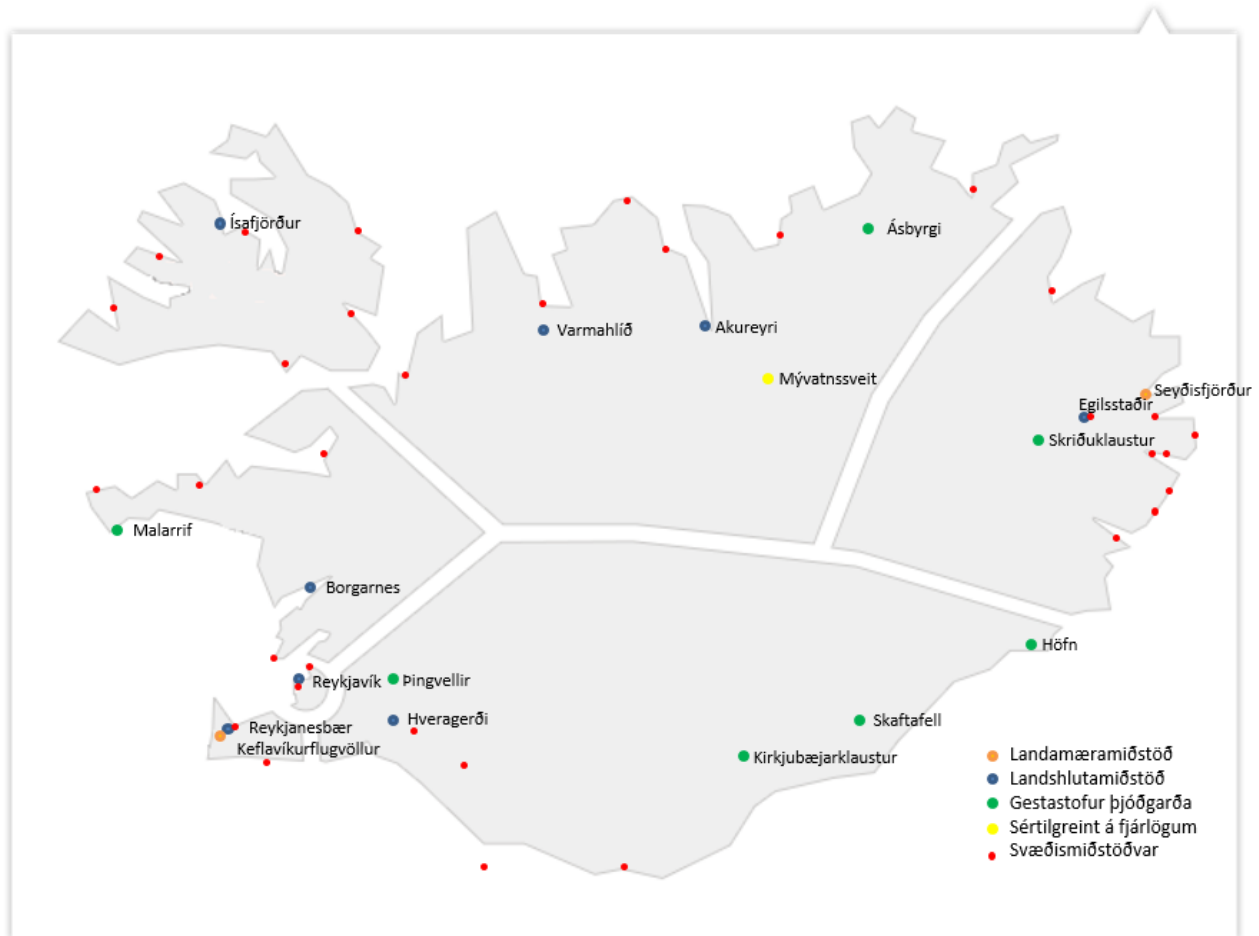 Ísafjörður
Ásbyrgi
Varmahlíð
Akureyri
Mývatnssveit
Seyðisfjörður
Egilsstaðir
Skriðuklaustur
Malarrif
Borgarnes
Höfn
Reykjavík
Þingvellir
Hveragerði
Skaftafell
Reykjanesbær
Keflavíkurflugvöllur
Kirkjubæjarklaustur
Landamæramiðstöð
Landshlutamiðstöð
Gestastofur þjóðgarða
Sértilgreint á fjárlögum
Svæðismiðstöðvar